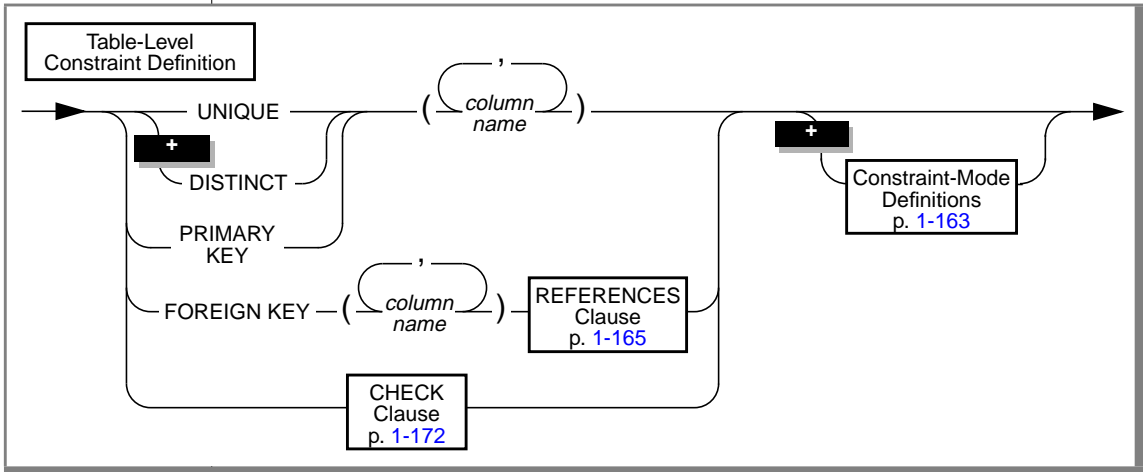 Table-Level
Constraint Definition
UNIQUE
( column name , )
+
DISTINCT
PRIMARY
KEY
FOREIGN KEY ( column name , )
REFERENCES
Clause
p. 1-165
CHECK
Clause
p. 1-172
+
Constraint-Mode
Definitions
p. 1-163